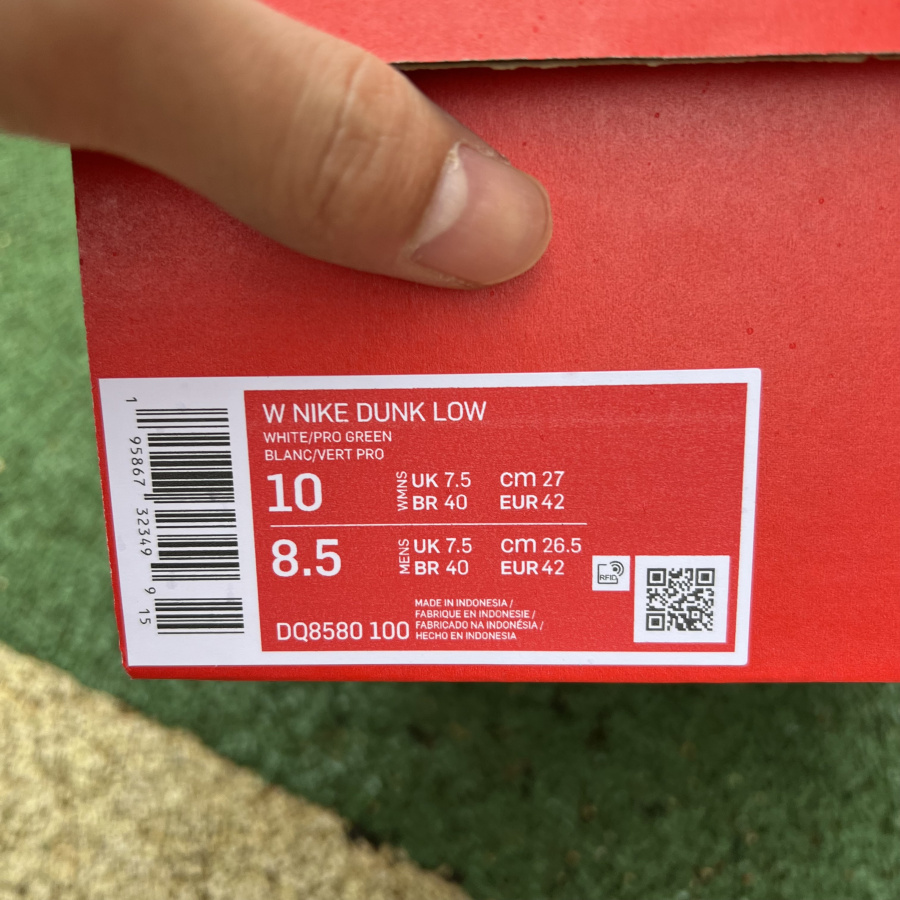 W NIKE DUNK LOW
WHITE/PRO GREEN
BLANC/VERT PRO
10 WMNS UK 7.5 CM 27
BR 40 EUR 42
8.5 MENS UK 7.5 CM 26.5
BR 40 EUR 42
RFID
DQ8580 100
MADE IN INDONESIA /
FABRIQUE EN INDONESIE /
FABRICADO NA INDONÉSIA /
HECHO EN INDONESIA
1 95867 32349 9 15